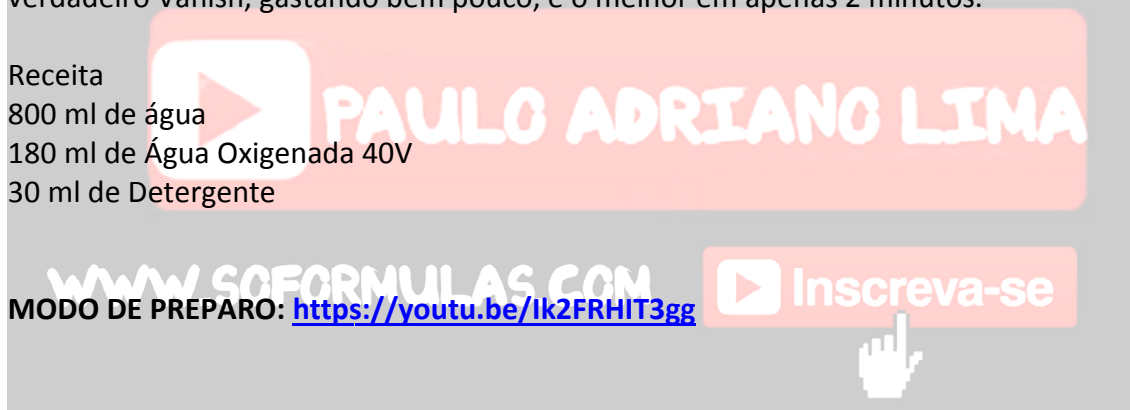 verdadeiro Vanish, gastando bem pouco, é o melhor em apenas 2 minutos.
Receita
800 ml de água
180 ml de Água Oxigenada 40V
30 ml de Detergente
PAULO ADRIANO LIMA
WWW SOFORMULAS COM
MODO DE PREPARO: https://youtu.be/Ik2FRHIT3gg
Inscreva-se